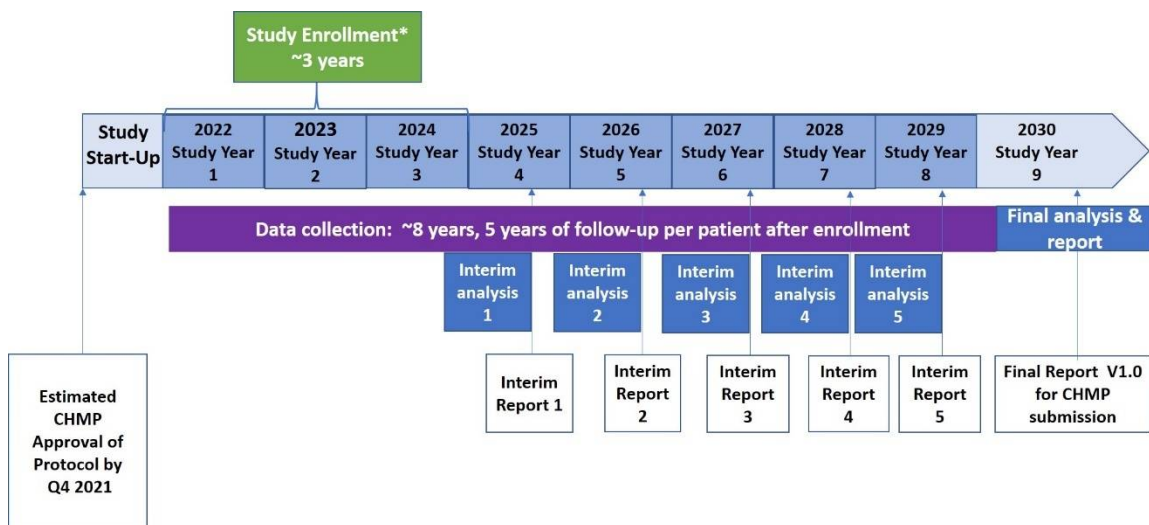 Study Enrollment*
~3 years
Study
Start-Up
2022
Study Year
1
2023
Study Year
2
2024
Study Year
3
2025
Study Year
4
2026
Study Year
5
2027
Study Year
6
2028
Study Year
7
2029
Study Year
8
2030
Study Year
9
Data collection: ~8 years, 5 years of follow-up per patient after enrollment
Final analysis &
report
Interim
analysis
1
Interim
analysis
2
Interim
analysis
3
Interim
analysis
4
Interim
analysis
5
Estimated
CHMP
Approval of
Protocol by
Q4 2021
Interim
Report 1
Interim
Report
2
Interim
Report
3
Interim
Report
4
Interim
Report
5
Final Report V1.0
for CHMP
submission